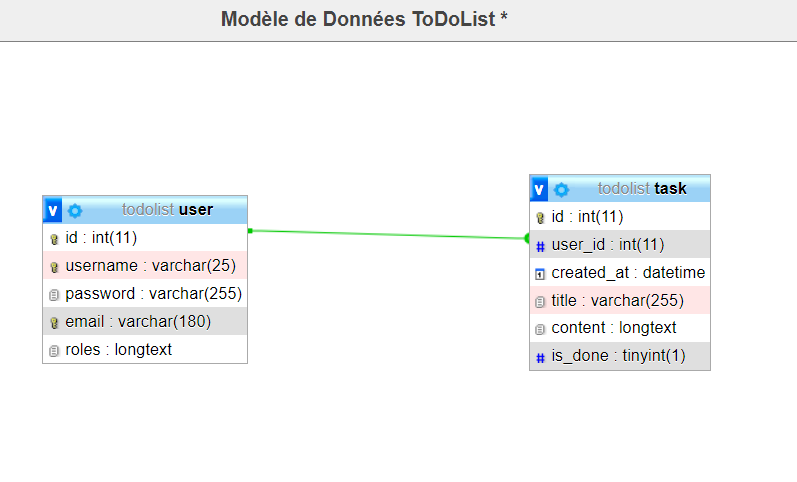 Modèle de Données ToDoList *
v todolist user
id : int(11)
username : varchar(25)
password : varchar(255)
email : varchar(180)
roles : longtext
v todolist task
id : int(11)
# user_id : int(11)
created_at : datetime
title : varchar(255)
content : longtext
# is_done : tinyint(1)